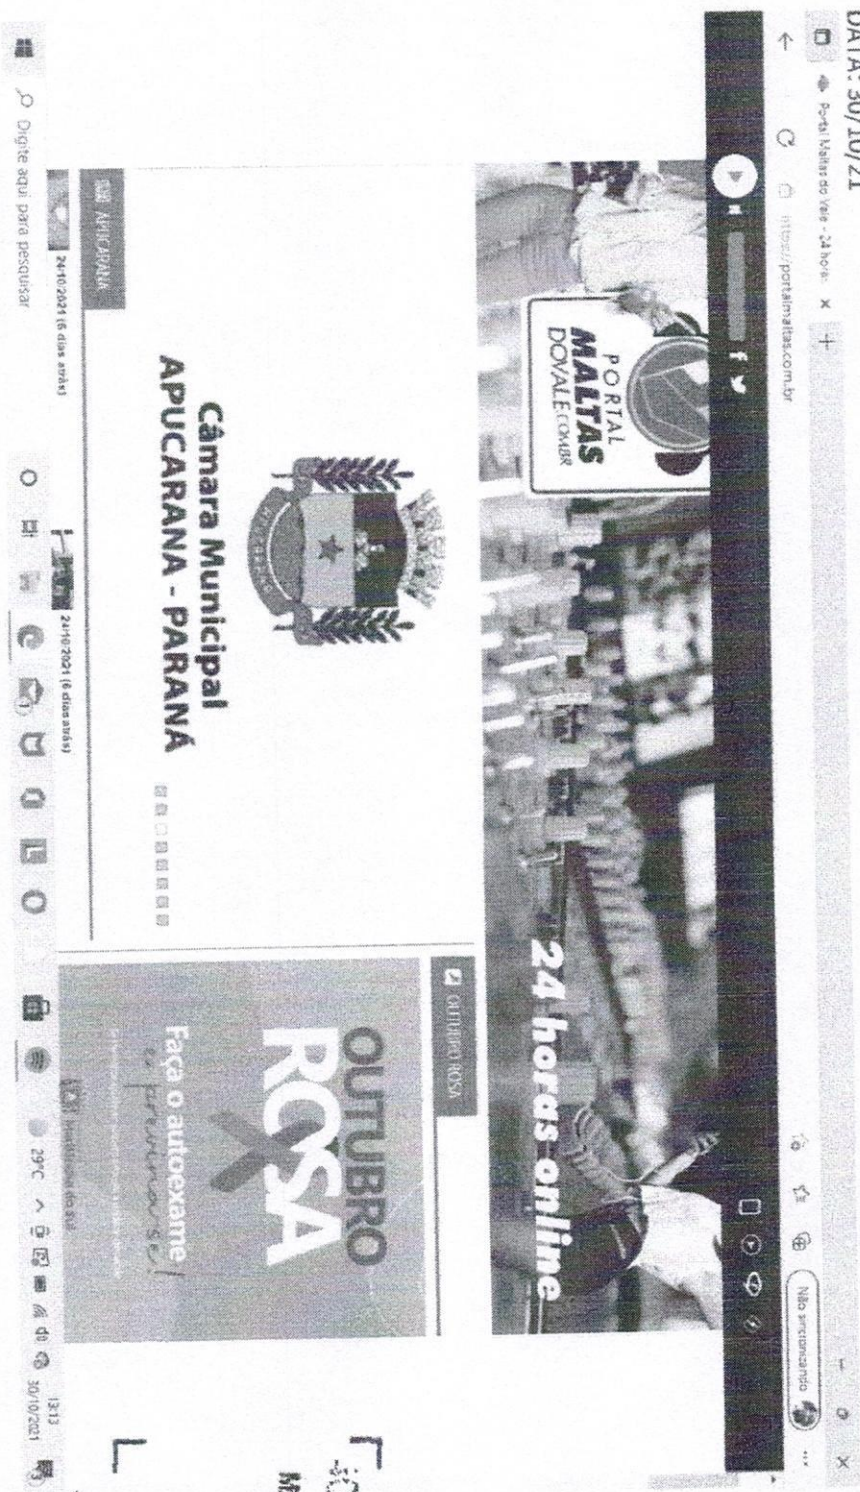 DATA: 30/10/21
Portal Maltas do Vale - 24 horas
https://portalmaltas.com.br
Não sincronizando
PORTAL
MALTAS
DOVALE.COM.BR
24 horas online
Câmara Municipal
APUCARANA - PARANÁ
APUCARANA
OUTUBRO ROSA
OUTUBRO
ROSA
Faça o autoexame
e previna-se!
24/10/2021 (6 dias atrás)
24/10/2021 (6 dias atrás)
Digite aqui para pesquisar
29°C
13:13
30/10/2021